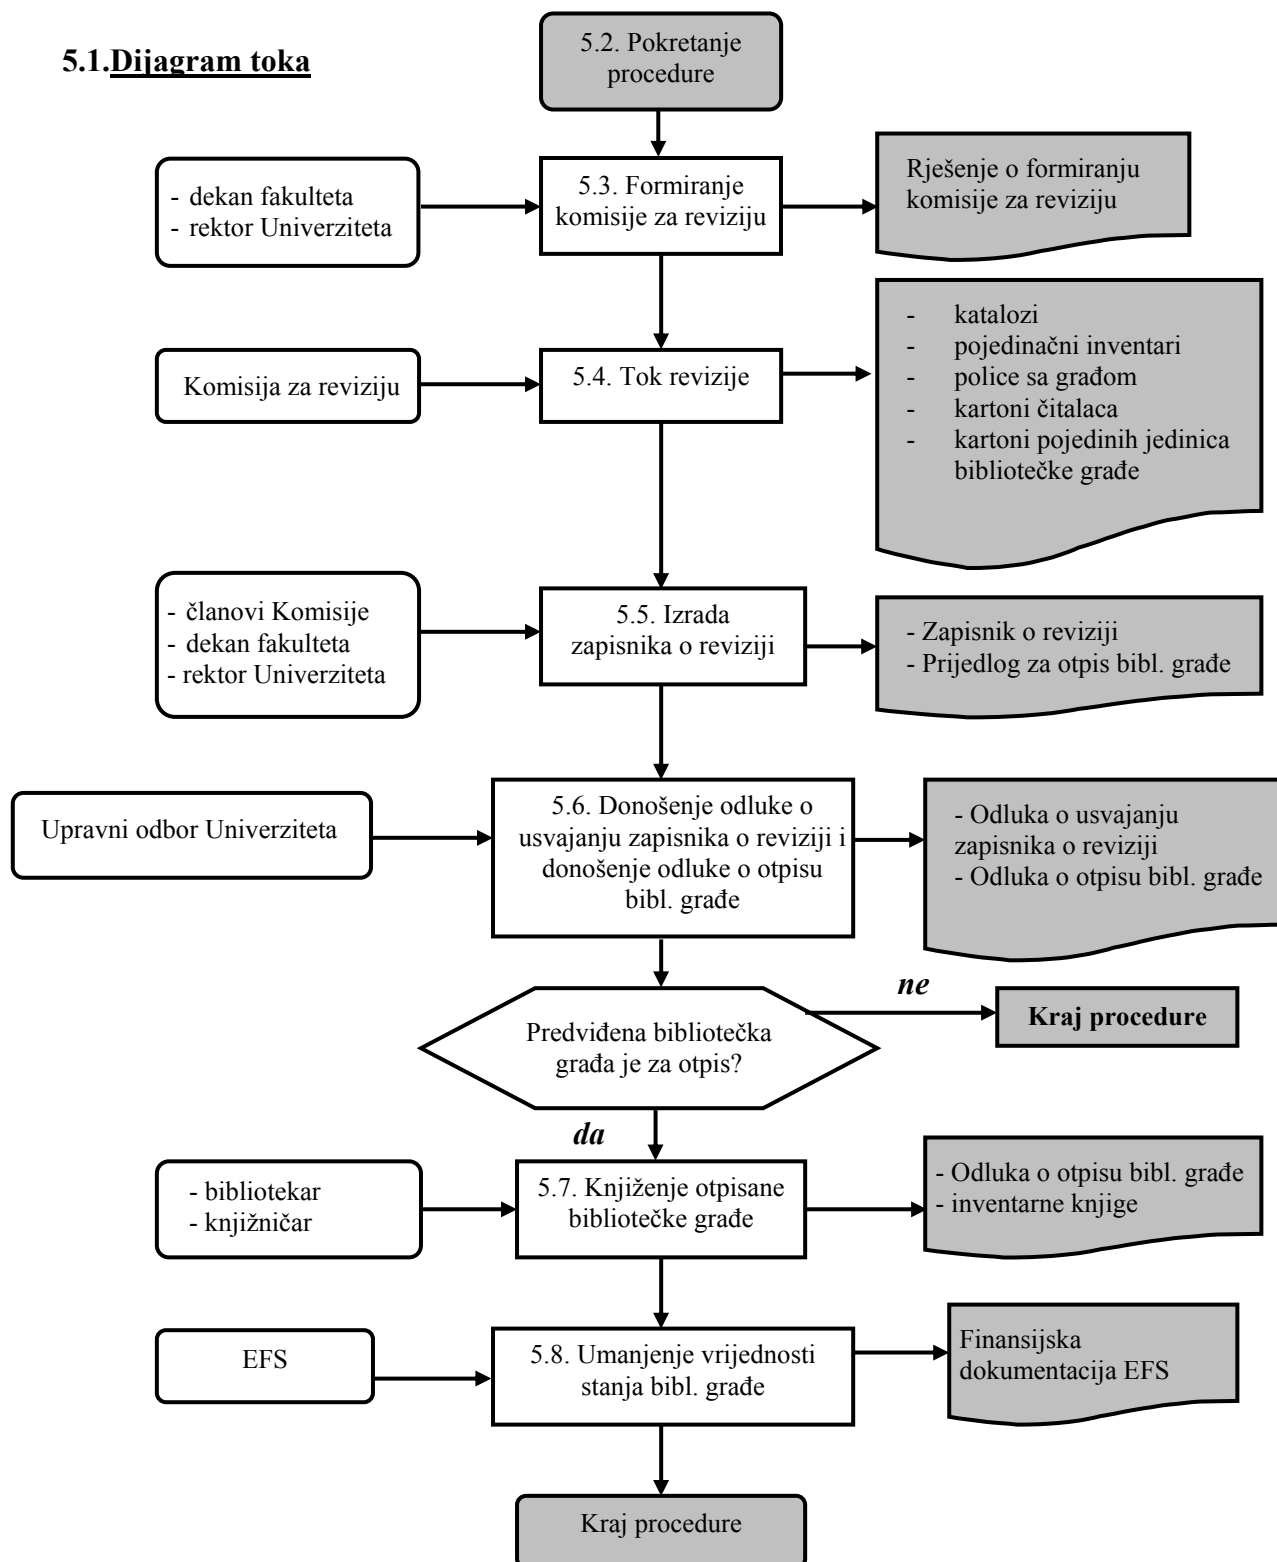 5.1.Dijagram toka
5.2. Pokretanje
procedure
- dekan fakulteta
- rektor Univerziteta
5.3. Formiranje
komisije za reviziju
Rješenje o formiranju
komisije za reviziju
Komisija za reviziju
5.4. Tok revizije
- katalozi
- pojedinačni inventari
- police sa građom
- kartoni čitalaca
- kartoni pojedinih jedinica
bibliotečke građe
- članovi Komisije
- dekan fakulteta
- rektor Univerziteta
5.5. Izrada
zapisnika o reviziji
- Zapisnik o reviziji
- Prijedlog za otpis bibl. građe
Upravni odbor Univerziteta
5.6. Donošenje odluke o
usvajanju zapisnika o reviziji i
donošenje odluke o otpisu
bibl. građe
- Odluka o usvajanju
zapisnika o reviziji
- Odluka o otpisu bibl. građe
Predviđena bibliotečka
građa je za otpis?
ne
Kraj procedure
da
- bibliotekar
- knjižničar
5.7. Knjiženje otpisane
bibliotečke građe
- Odluka o otpisu bibl. građe
- inventarne knjige
EFS
5.8. Umanjenje vrijednosti
stanja bibl. građe
Finansijska
dokumentacija EFS
Kraj procedure